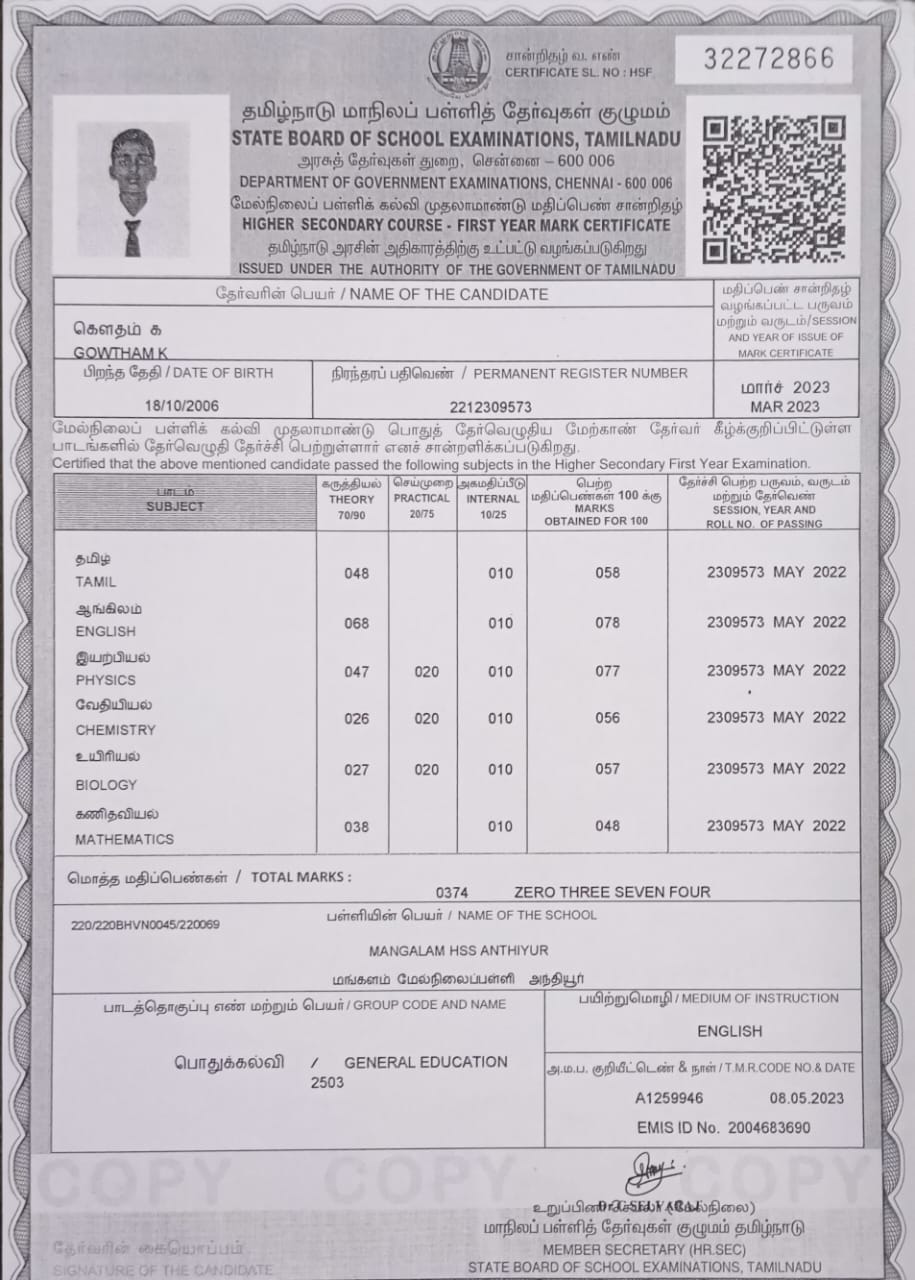 சான்றிதழ் வ. எண்
CERTIFICATE SL. NO : HSF
32272866
தமிழ்நாடு மாநிலப் பள்ளித் தேர்வுகள் குழுமம்
STATE BOARD OF SCHOOL EXAMINATIONS, TAMILNADU
அரசுத் தேர்வுகள் துறை, சென்னை – 600 006
DEPARTMENT OF GOVERNMENT EXAMINATIONS, CHENNAI - 600 006
மேல்நிலைப் பள்ளிக் கல்வி முதலாமாண்டு மதிப்பெண் சான்றிதழ்
HIGHER SECONDARY COURSE - FIRST YEAR MARK CERTIFICATE
தமிழ்நாடு அரசின் அதிகாரத்திற்கு உட்பட்டு வழங்கப்படுகிறது
ISSUED UNDER THE AUTHORITY OF THE GOVERNMENT OF TAMILNADU
தேர்வரின் பெயர் / NAME OF THE CANDIDATE
கௌதம் க
GOWTHAM K
மதிப்பெண் சான்றிதழ்
வழங்கப்பட்ட பருவம்
மற்றும் வருடம்/SESSION
AND YEAR OF ISSUE OF
MARK CERTIFICATE
பிறந்த தேதி / DATE OF BIRTH
18/10/2006
நிரந்தரப் பதிவெண் / PERMANENT REGISTER NUMBER
2212309573
மார்ச் 2023
MAR 2023
மேல்நிலைப் பள்ளிக் கல்வி முதலாமாண்டு பொதுத் தேர்வெழுதிய மேற்காண் தேர்வர் கீழ்க்குறிப்பிட்டுள்ள
பாடங்களில் தேர்வெழுதி தேர்ச்சி பெற்றுள்ளார் எனச் சான்றளிக்கப்படுகிறது.
Certified that the above mentioned candidate passed the following subjects in the Higher Secondary First Year Examination.
பாடம்
SUBJECT
கருத்தியல்
THEORY
70/90
செய்முறை
PRACTICAL
20/75
அகமதிப்பீடு
INTERNAL
10/25
பெற்ற
மதிப்பெண்கள் 100 க்கு
MARKS
OBTAINED FOR 100
தேர்ச்சி பெற்ற பருவம், வருடம்
மற்றும் தேர்வெண்
SESSION, YEAR AND
ROLL NO. OF PASSING
தமிழ்
TAMIL 048 010 058 2309573 MAY 2022
ஆங்கிலம்
ENGLISH 068 010 078 2309573 MAY 2022
இயற்பியல்
PHYSICS 047 020 010 077 2309573 MAY 2022
வேதியியல்
CHEMISTRY 026 020 010 056 2309573 MAY 2022
உயிரியல்
BIOLOGY 027 020 010 057 2309573 MAY 2022
கணிதவியல்
MATHEMATICS 038 010 048 2309573 MAY 2022
மொத்த மதிப்பெண்கள் / TOTAL MARKS :
0374 ZERO THREE SEVEN FOUR
220/220BHVN0045/220069
பள்ளியின் பெயர் / NAME OF THE SCHOOL
MANGALAM HSS ANTHIYUR
மங்களம் மேல்நிலைப்பள்ளி அந்தியூர்
பாடத்தொகுப்பு எண் மற்றும் பெயர் / GROUP CODE AND NAME
பொதுக்கல்வி / GENERAL EDUCATION
2503
பயிற்றுமொழி / MEDIUM OF INSTRUCTION
ENGLISH
அ.ம.ப. குறியீட்டெண் & நாள் / T.M.R.CODE NO.& DATE
A1259946 08.05.2023
EMIS ID No. 2004683690
COPY COPY COPY
மாநிலப் பள்ளித் தேர்வுகள் குழுமம் தமிழ்நாடு
MEMBER SECRETARY (HR.SEC)
STATE BOARD OF SCHOOL EXAMINATIONS, TAMILNADU
தேர்வரின் கையொப்பம்
SIGNATURE OF THE CANDIDATE